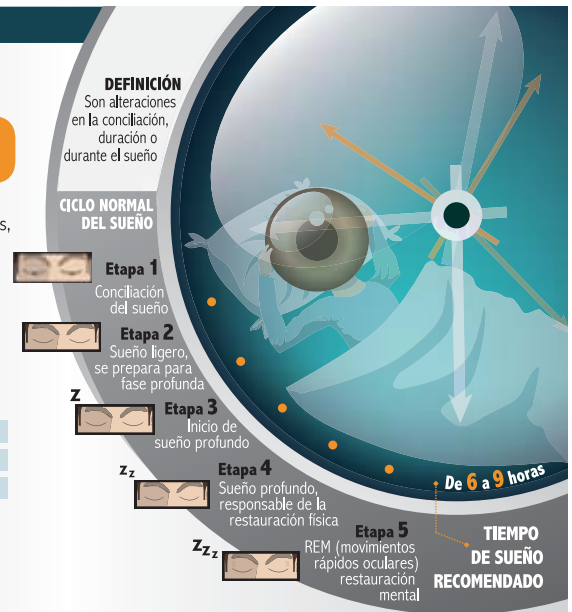 DEFINICIÓN
Son alteraciones
en la conciliación,
duración o
durante el sueño
s,
CICLO NORMAL
DEL SUEÑO
Etapa 1
Conciliación
del sueño
Etapa 2
Sueño ligero,
se prepara para
fase profunda
z
Etapa 3
Inicio de
sueño profundo
zz
Etapa 4
Sueño profundo,
responsable de la
restauración física
zzz
Etapa 5
REM (movimientos
rápidos oculares)
restauración
mental
De 6 a 9 horas
TIEMPO
DE SUEÑO
RECOMENDADO